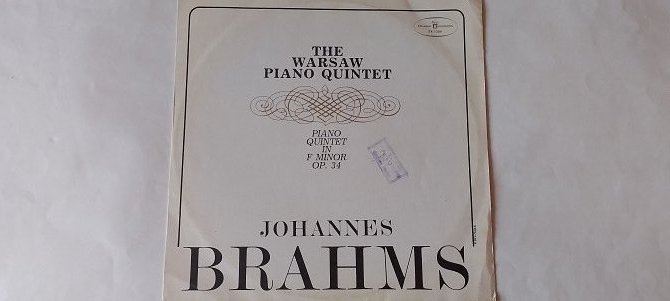 THE
WARSAW
PIANO QUINTET
PIANO
QUINTET
IN
F MINOR
OP. 34
JOHANNES
BRAHMS